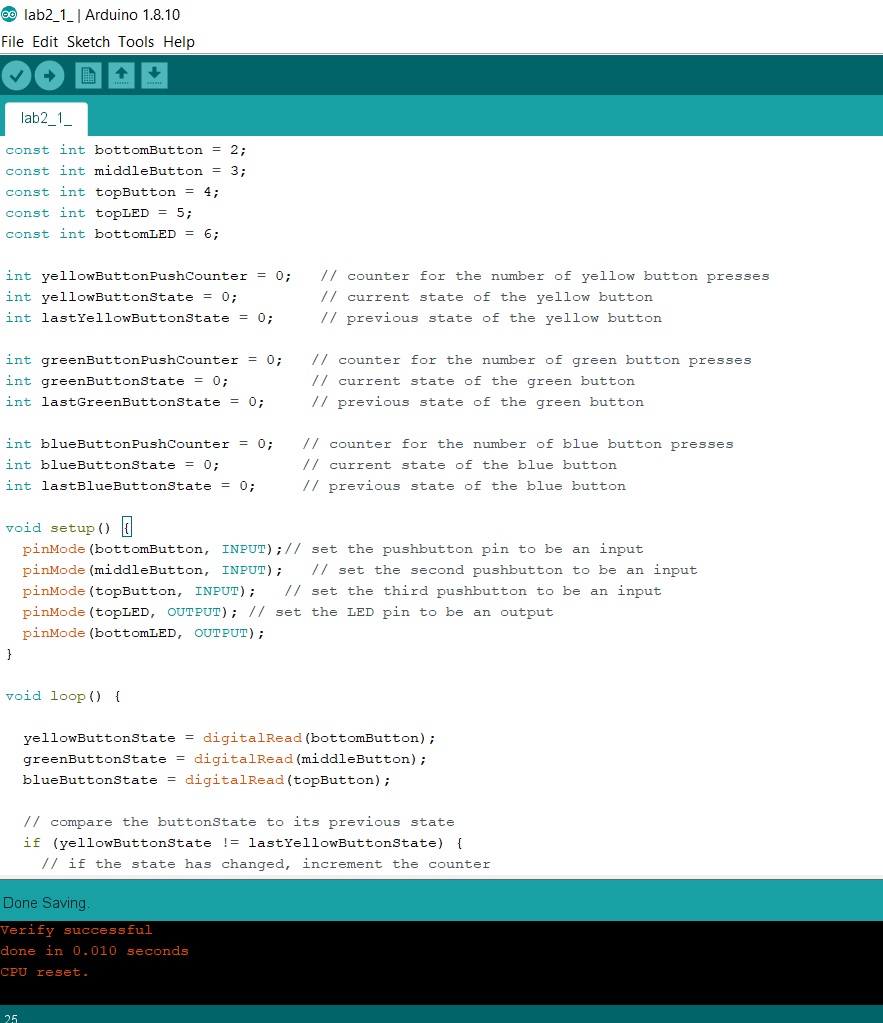 lab2_1_ | Arduino 1.8.10
File Edit Sketch Tools Help
lab2_1_
const int bottomButton = 2;
const int middleButton = 3;
const int topButton = 4;
const int topLED = 5;
const int bottomLED = 6;
int yellowButtonPushCounter = 0;   // counter for the number of yellow button presses
int yellowButtonState = 0;         // current state of the yellow button
int lastYellowButtonState = 0;     // previous state of the yellow button
int greenButtonPushCounter = 0;   // counter for the number of green button presses
int greenButtonState = 0;         // current state of the green button
int lastGreenButtonState = 0;     // previous state of the green button
int blueButtonPushCounter = 0;   // counter for the number of blue button presses
int blueButtonState = 0;         // current state of the blue button
int lastBlueButtonState = 0;     // previous state of the blue button
void setup() {
  pinMode(bottomButton, INPUT);// set the pushbutton pin to be an input
  pinMode(middleButton, INPUT);   // set the second pushbutton to be an input
  pinMode(topButton, INPUT);   // set the third pushbutton to be an input
  pinMode(topLED, OUTPUT); // set the LED pin to be an output
  pinMode(bottomLED, OUTPUT);
}
void loop() {
  yellowButtonState = digitalRead(bottomButton);
  greenButtonState = digitalRead(middleButton);
  blueButtonState = digitalRead(topButton);
  // compare the buttonState to its previous state
  if (yellowButtonState != lastYellowButtonState) {
    // if the state has changed, increment the counter
Done Saving.
Verify successful
done in 0.010 seconds
CPU reset.
25